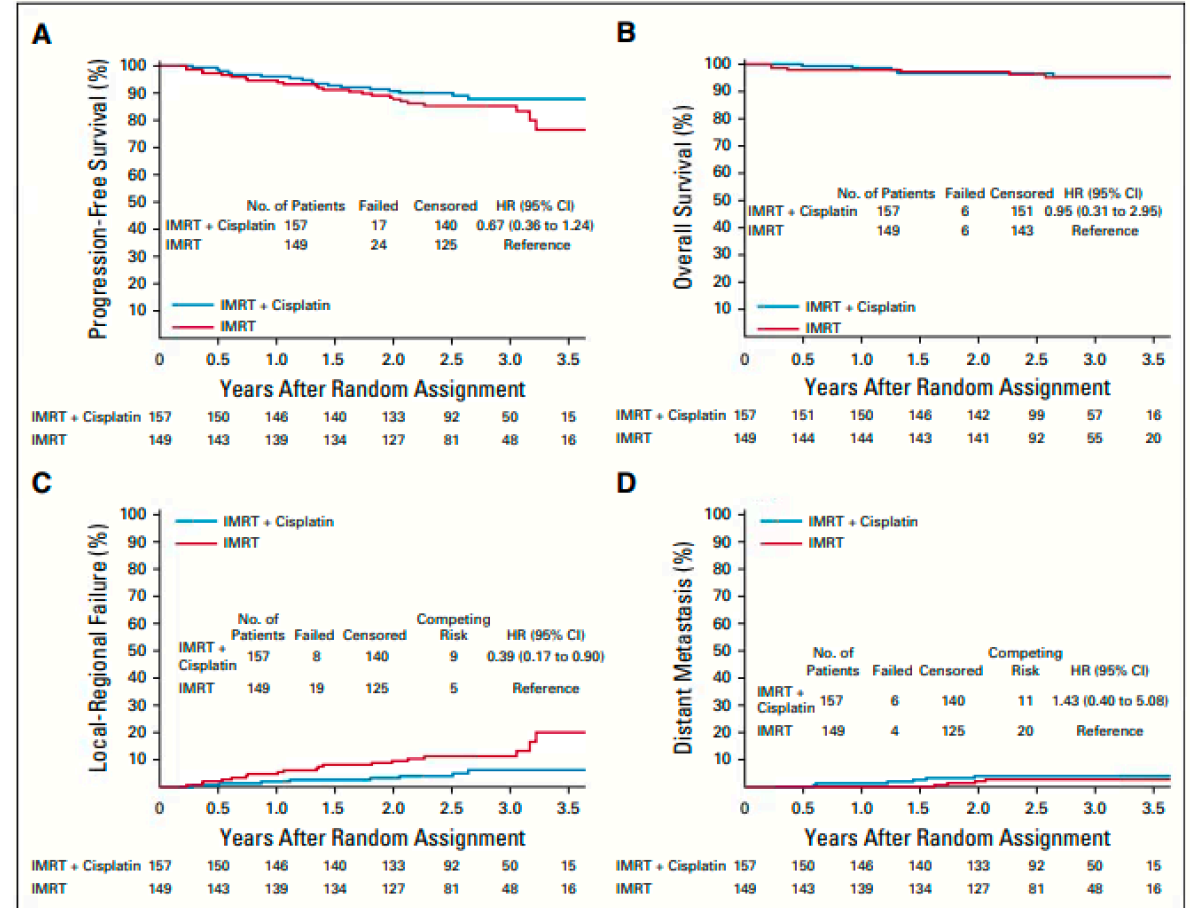 A
Progression-Free Survival (%)
100
90
80
70
60
50
40
30
20
10
No. of Patients Failed Censored HR (95% CI)
IMRT + Cisplatin 157 17 140 0.67 (0.36 to 1.24)
IMRT 149 24 125 Reference
IMRT + Cisplatin
IMRT
0 0.5 1.0 1.5 2.0 2.5 3.0 3.5
Years After Random Assignment
IMRT + Cisplatin 157 150 146 140 133 92 50 15
IMRT 149 143 139 134 127 81 48 16
B
Overall Survival (%)
100
90
80
70
60
50
40
30
20
10
No. of Patients Failed Censored HR (95% CI)
IMRT + Cisplatin 157 6 151 0.95 (0.31 to 2.95)
IMRT 149 6 143 Reference
IMRT + Cisplatin
IMRT
0 0.5 1.0 1.5 2.0 2.5 3.0 3.5
Years After Random Assignment
IMRT + Cisplatin 157 151 150 146 142 99 57 16
IMRT 149 144 144 143 141 92 55 20
C
Local-Regional Failure (%)
100
90
80
70
60
50
40
30
20
10
IMRT + Cisplatin
IMRT
No. of Competing
Patients Failed Censored Risk HR (95% CI)
IMRT +
Cisplatin 157 8 140 9 0.39 (0.17 to 0.90)
IMRT 149 19 125 5 Reference
0 0.5 1.0 1.5 2.0 2.5 3.0 3.5
Years After Random Assignment
IMRT + Cisplatin 157 150 146 140 133 92 50 15
IMRT 149 143 139 134 127 81 48 16
D
Distant Metastasis (%)
100
90
80
70
60
50
40
30
20
10
IMRT + Cisplatin
IMRT
No. of Competing
Patients Failed Censored Risk HR (95% CI)
IMRT +
Cisplatin 157 6 140 11 1.43 (0.40 to 5.08)
IMRT 149 4 125 20 Reference
0 0.5 1.0 1.5 2.0 2.5 3.0 3.5
Years After Random Assignment
IMRT + Cisplatin 157 150 146 140 133 92 50 15
IMRT 149 143 139 134 127 81 48 16